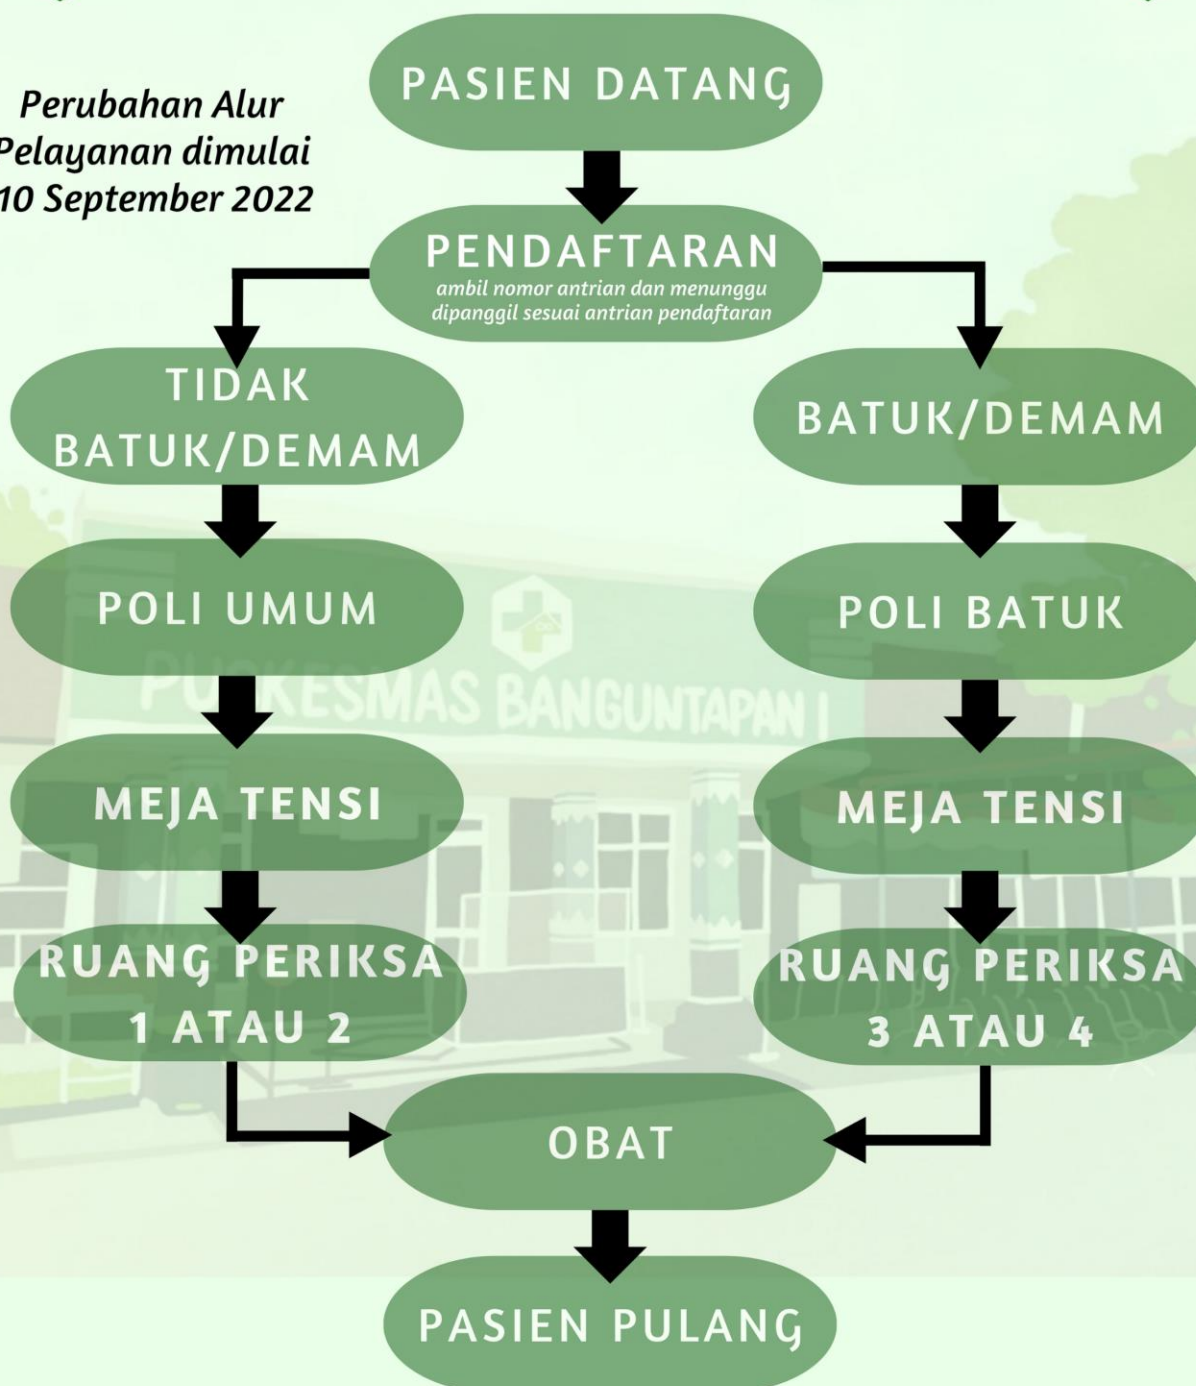 Perubahan Alur
Pelayanan dimulai
10 September 2022
PASIEN DATANG
PENDAFTARAN
ambil nomor antrian dan menunggu
dipanggil sesuai antrian pendaftaran
TIDAK
BATUK/DEMAM
BATUK/DEMAM
POLI UMUM
POLI BATUK
PUSKESMAS BANGUNTAPAN I
MEJA TENSI
MEJA TENSI
RUANG PERIKSA
1 ATAU 2
RUANG PERIKSA
3 ATAU 4
OBAT
PASIEN PULANG